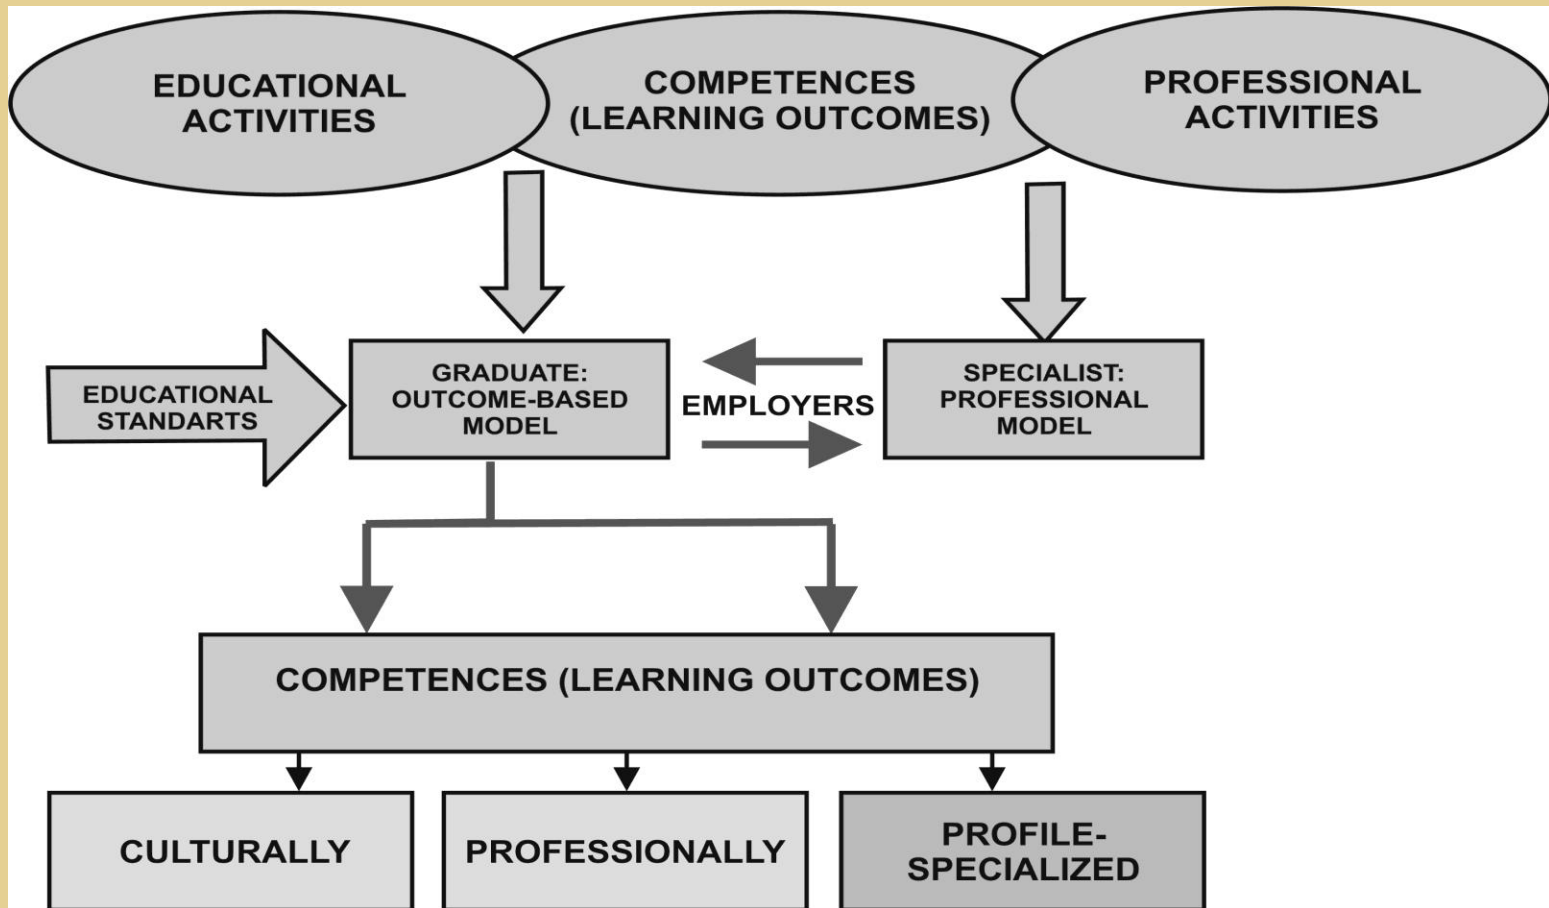 EDUCATIONAL
ACTIVITIES
COMPETENCES
(LEARNING OUTCOMES)
PROFESSIONAL
ACTIVITIES
EDUCATIONAL
STANDARTS
GRADUATE:
OUTCOME-BASED
MODEL
EMPLOYERS
SPECIALIST:
PROFESSIONAL
MODEL
COMPETENCES (LEARNING OUTCOMES)
CULTURALLY
PROFESSIONALLY
PROFILE-
SPECIALIZED